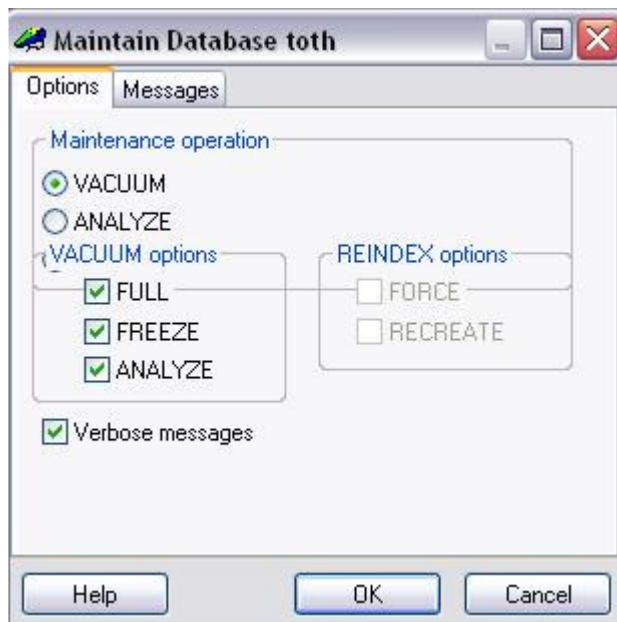 Maintain Database toth
Options Messages
Maintenance operation
VACUUM
ANALYZE
VACUUM options REINDEX options
FULL FORCE
FREEZE RECREATE
ANALYZE
Verbose messages
Help OK Cancel